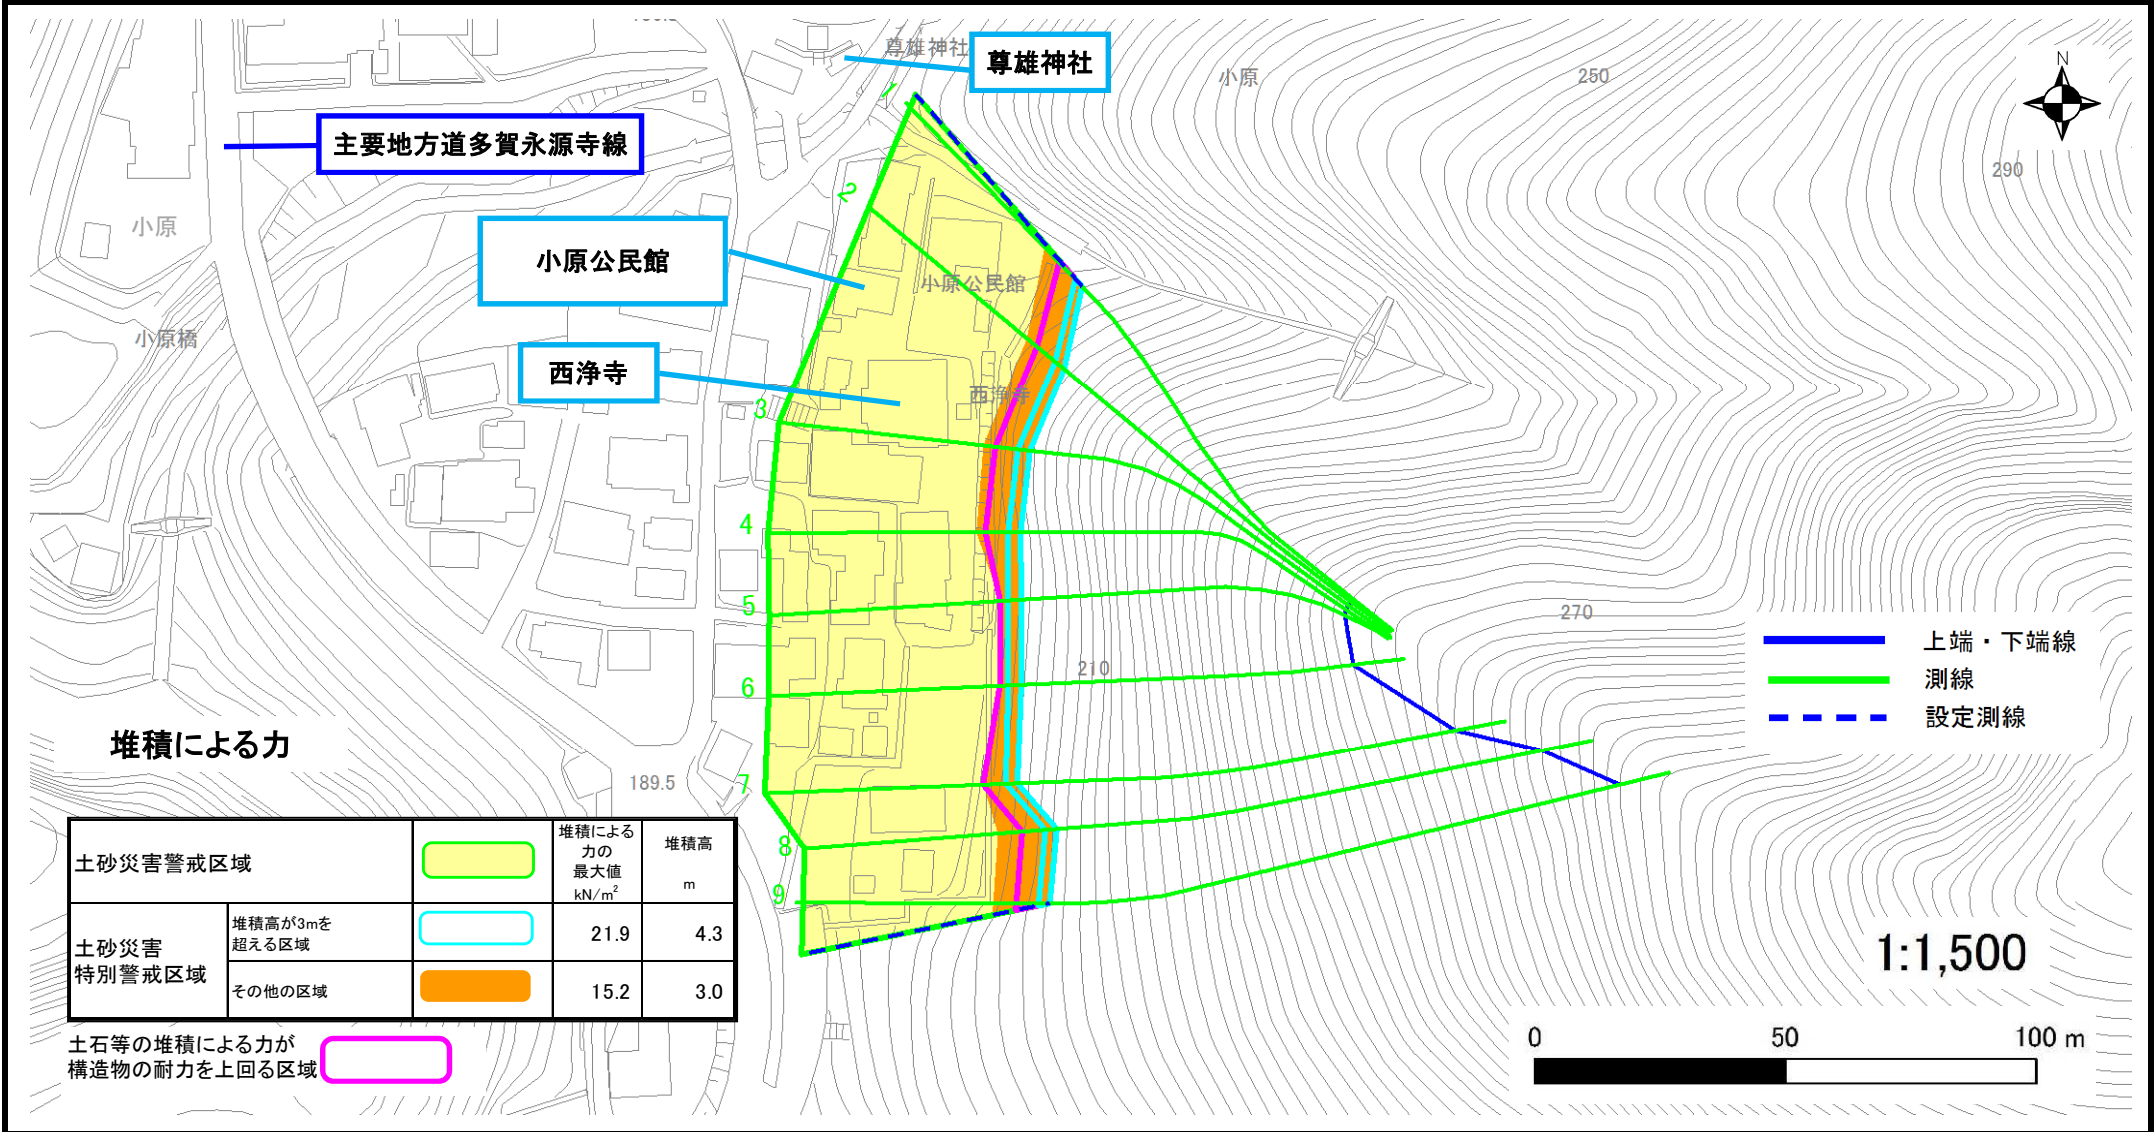 尊雄神社
尊雄神社
小原
250
N
主要地方道多賀永源寺線
1
290
2
小原
小原公民館
小原公民館
小原橋
西浄寺
西浄寺
3
4
5
270
上端・下端線
210
測線
6
設定測線
堆積による力
189.5
7
土砂災害警戒区域
堆積による
力の
最大値
kN/m²
堆積高
m
8
9
土砂災害
特別警戒区域
堆積高が3mを
超える区域
21.9
4.3
その他の区域
15.2
3.0
1:1,500
土石等の堆積による力が
構造物の耐力を上回る区域
0 50 100 m